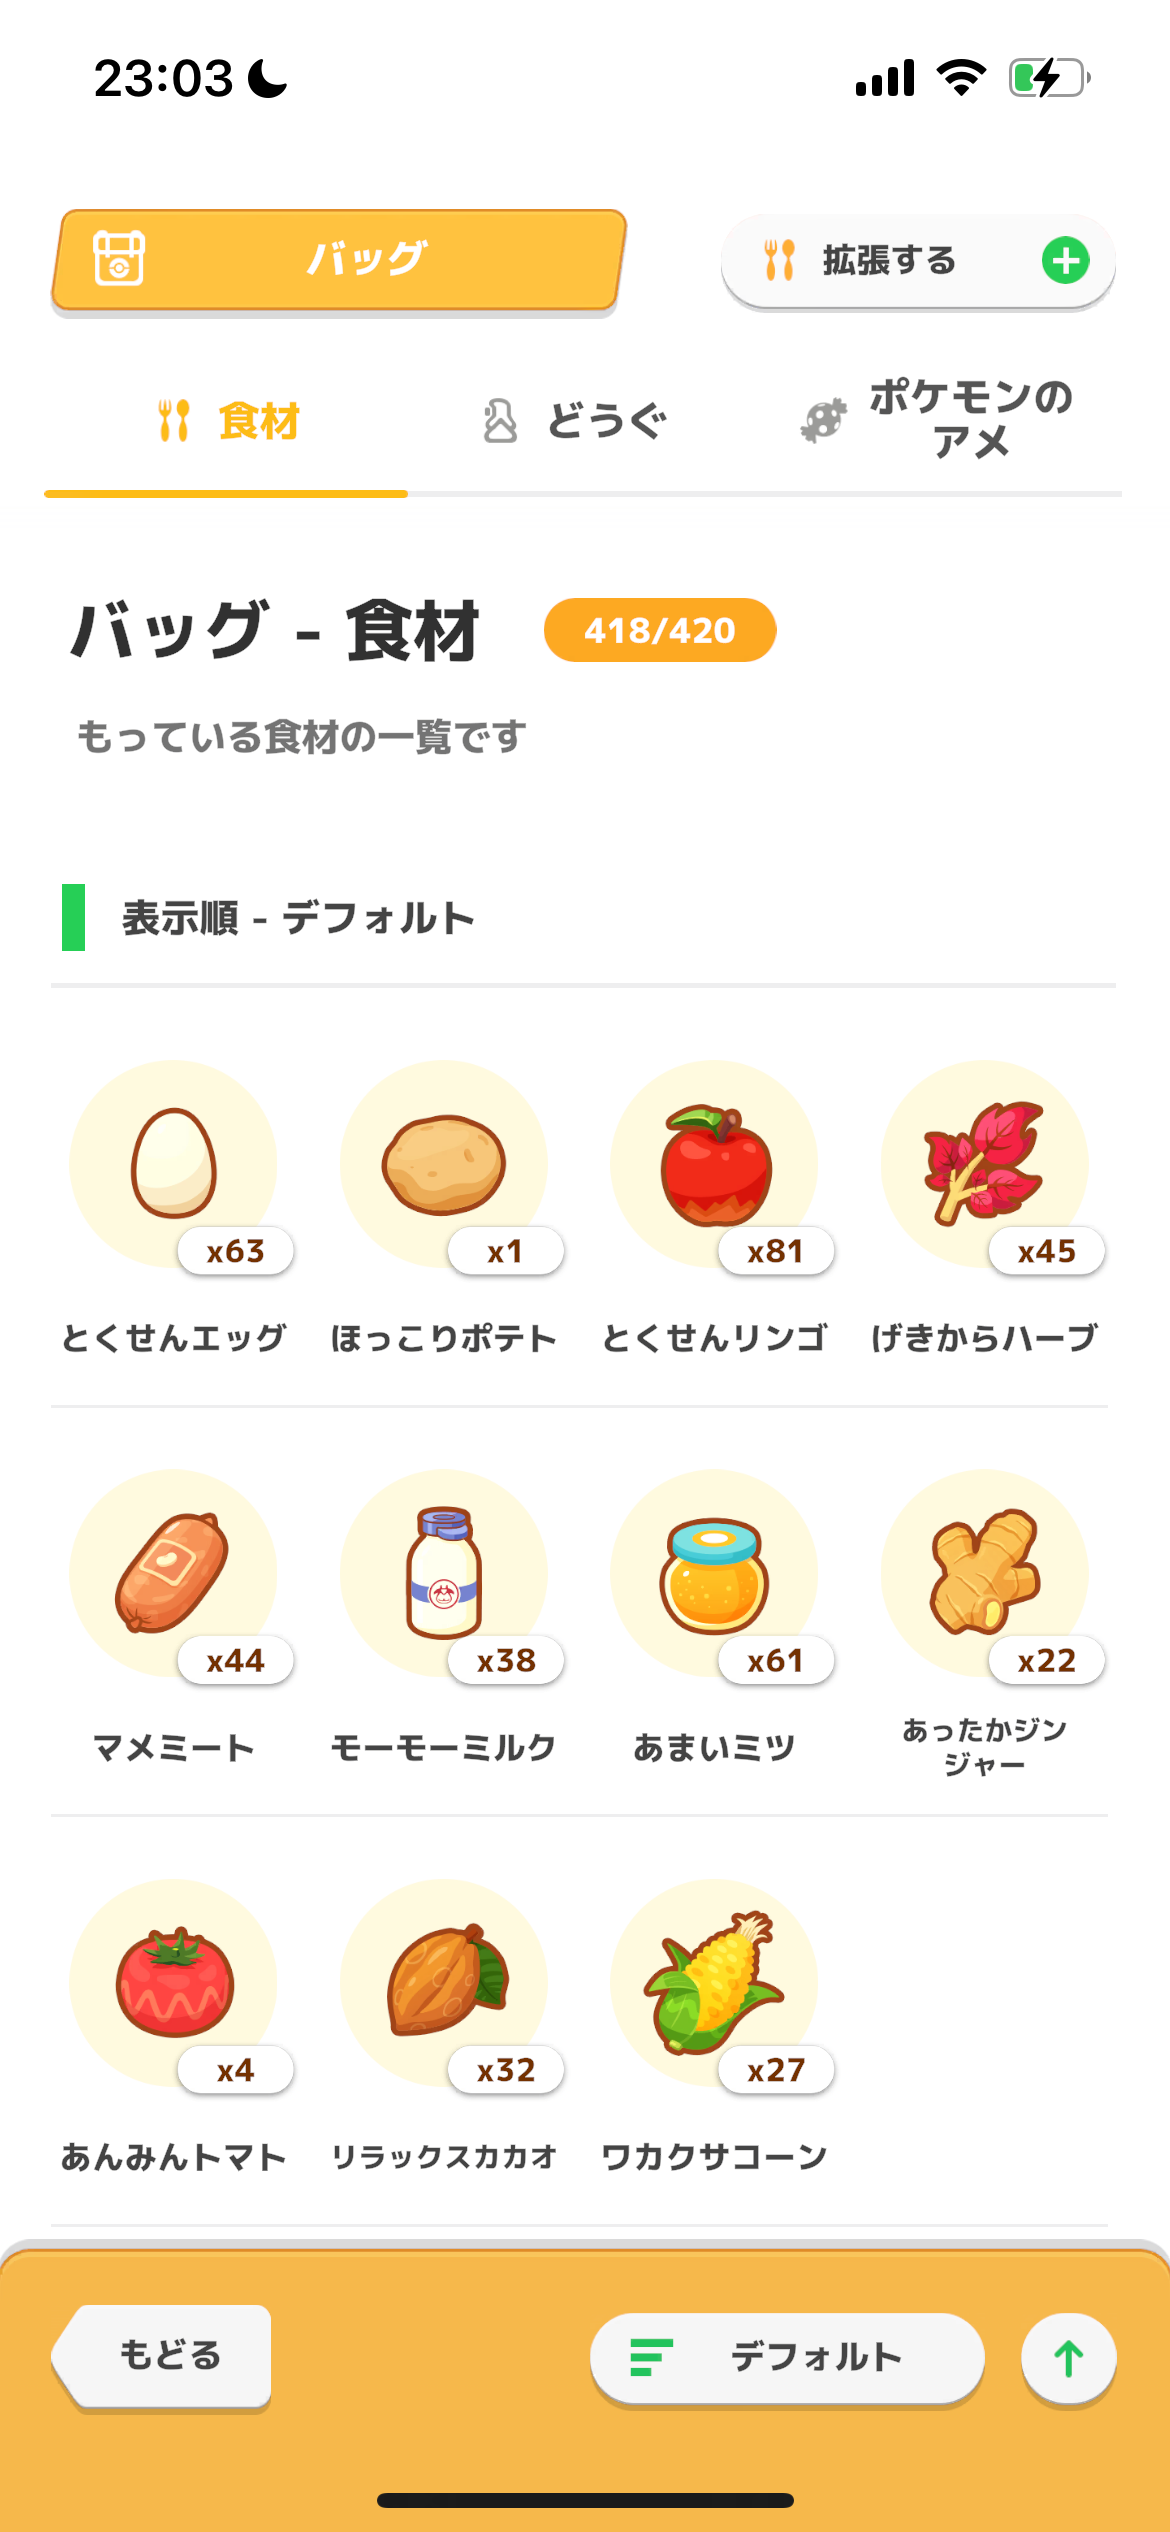 23:03
バッグ
拡張する
食材
どうぐ
ポケモンの
アメ
バッグ - 食材
418/420
もっている食材の一覧です
表示順 - デフォルト
x63
x1
x81
x45
とくせんエッグ
ほっこりポテト
とくせんリンゴ
げきからハーブ
x44
x38
x61
x22
マメミート
モーモーミルク
あまいミツ
あったかジン
ジャー
x4
x32
x27
あんみんトマト
リラックスカカオ
ワカクサコーン
もどる
デフォルト